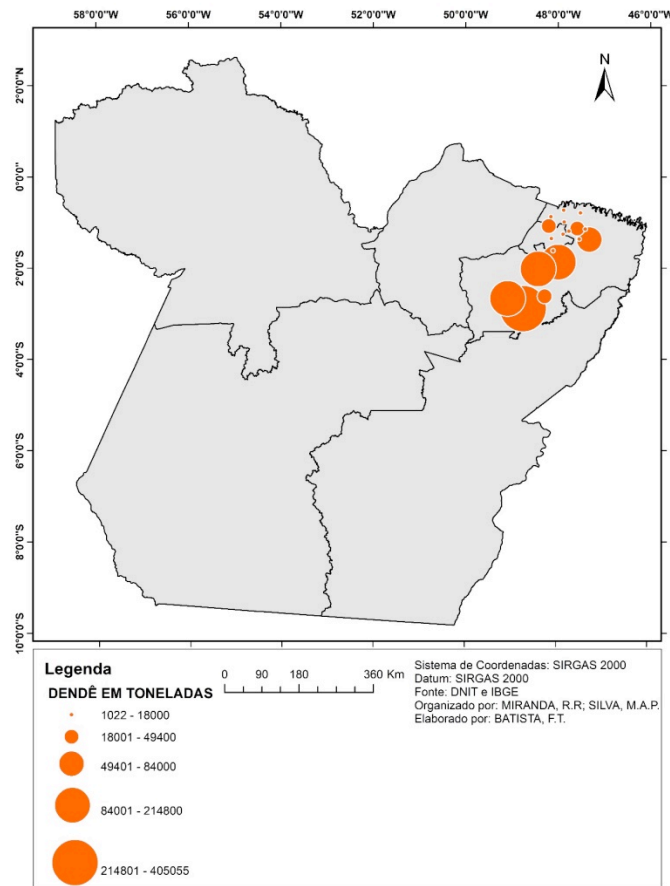 58°0'0"W 56°0'0"W 54°0'0"W 52°0'0"W 50°0'0"W 48°0'0"W 46°0'0"W
N
2°0'0"N
0°0'0"
2°0'0"S
4°0'0"S
6°0'0"S
8°0'0"S
10°0'0"S
Legenda
DENDÊ EM TONELADAS
1022 - 18000
18001 - 49400
49401 - 84000
84001 - 214800
214801 - 405055
0 90 180 360 Km
Sistema de Coordenadas: SIRGAS 2000
Datum: SIRGAS 2000
Fonte: DNIT e IBGE
Organizado por: MIRANDA, R.R; SILVA, M.A.P.
Elaborado por: BATISTA, F.T.